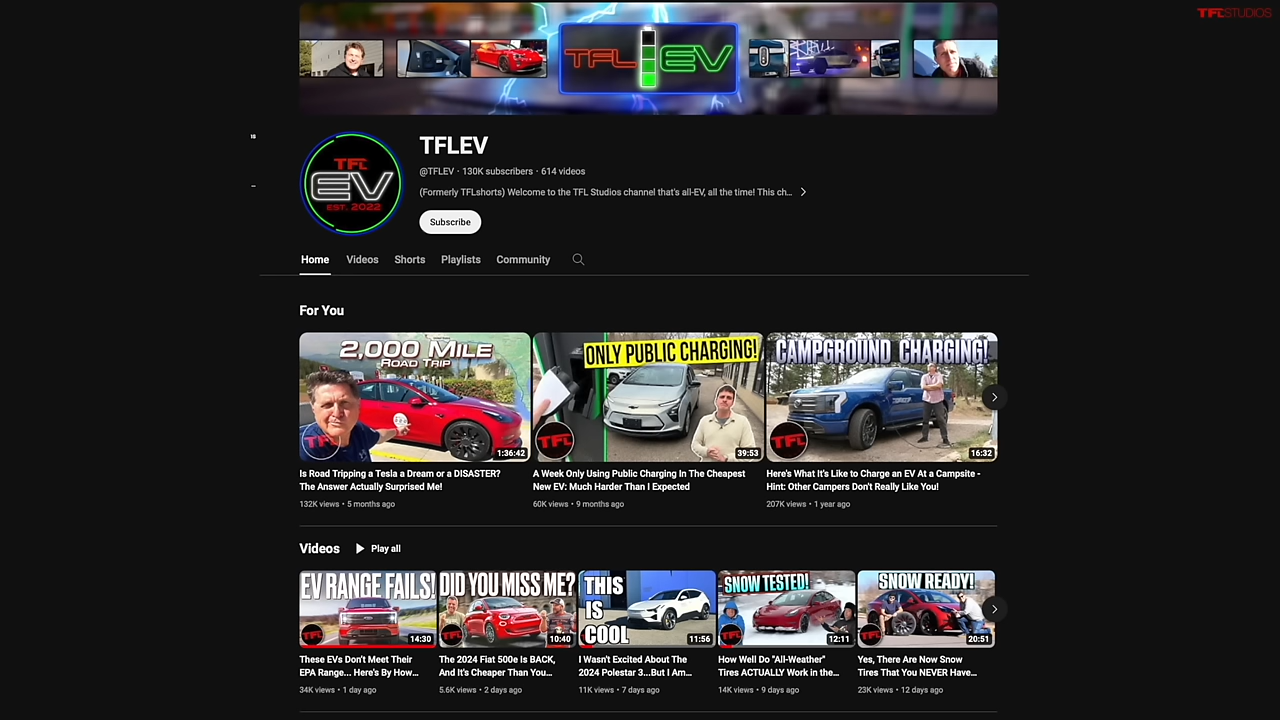 TFLSTUDIOS
TFL EV
TFL
EV
EST. 2022
TFLEV
@TFLEV · 130K subscribers · 614 videos
(Formerly TFLshorts) Welcome to the TFL Studios channel that's all-EV, all the time! This ch...
Subscribe
Home Videos Shorts Playlists Community
For You
2,000 MILE
ROAD TRIP
TFL
1:36:42
ONLY PUBLIC CHARGING!
TFL
39:53
CAMPGROUND CHARGING!
TFL
16:32
Is Road Tripping a Tesla a Dream or a DISASTER?
The Answer Actually Surprised Me!
132K views • 5 months ago
A Week Only Using Public Charging In The Cheapest
New EV: Much Harder Than I Expected
60K views • 9 months ago
Here's What It's Like to Charge an EV At a Campsite -
Hint: Other Campers Don't Really Like You!
207K views • 1 year ago
Videos Play all
EV RANGE FAILS!
TFL
14:30
DID YOU MISS ME?
TFL
10:40
THIS
IS
COOL
11:56
SNOW TESTED!
TFL
12:11
SNOW READY!
TFL
20:51
These EVs Don't Meet Their
EPA Range... Here's By How...
34K views • 1 day ago
The 2024 Fiat 500e Is BACK,
And It's Cheaper Than You...
5.6K views • 2 days ago
I Wasn't Excited About The
2024 Polestar 3...But I Am...
11K views • 7 days ago
How Well Do "All-Weather"
Tires ACTUALLY Work in the...
14K views • 9 days ago
Yes, There Are Now Snow
Tires That You NEVER Have...
23K views • 12 days ago